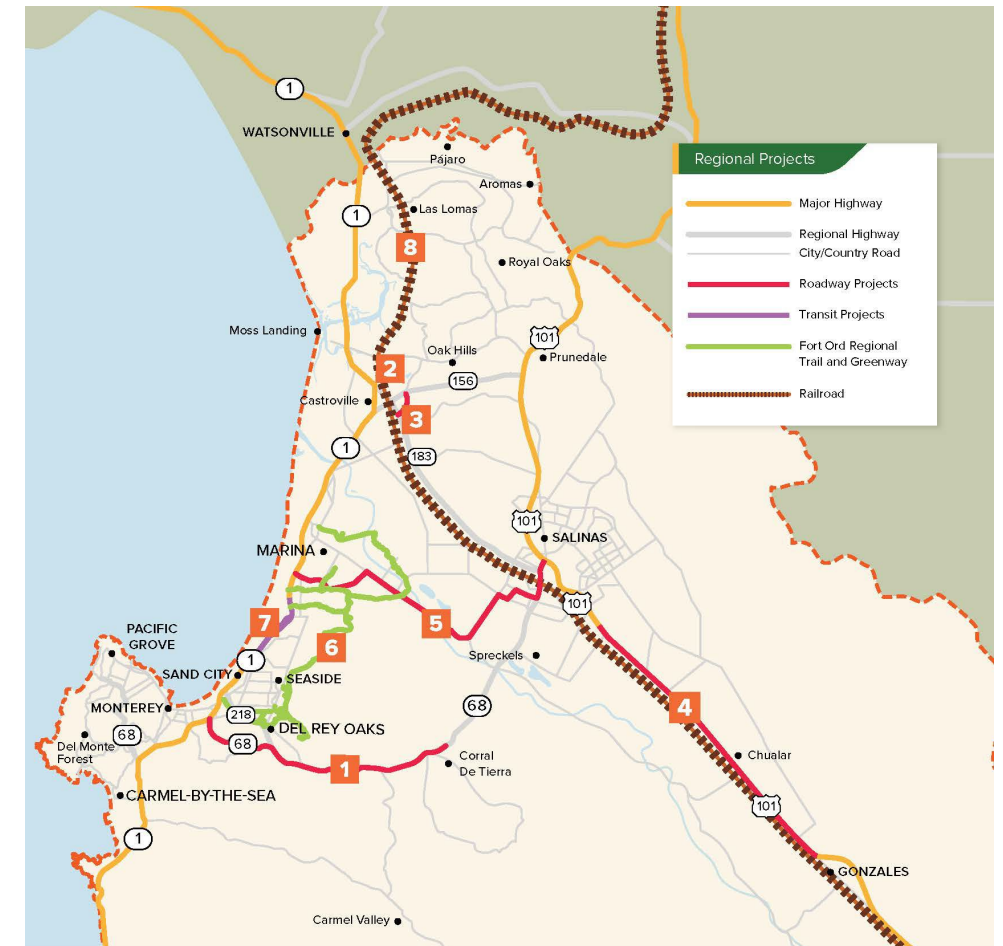 1
WATSONVILLE
Pájaro
Aromas
Las Lomas
1
8
Royal Oaks
Moss Landing
101
Prunedale
Oak Hills
2
156
Castroville
3
1
183
101
SALINAS
MARINA
101
7
5
6
PACIFIC
GROVE
1
Spreckels
SAND CITY
SEASIDE
MONTEREY
218
68
4
68
DEL REY OAKS
Del Monte
Forest
68
Corral
De Tierra
1
Chualar
CARMEL-BY-THE-SEA
101
1
GONZALES
Carmel Valley
Regional Projects
Major Highway
Regional Highway
City/Country Road
Roadway Projects
Transit Projects
Fort Ord Regional
Trail and Greenway
Railroad